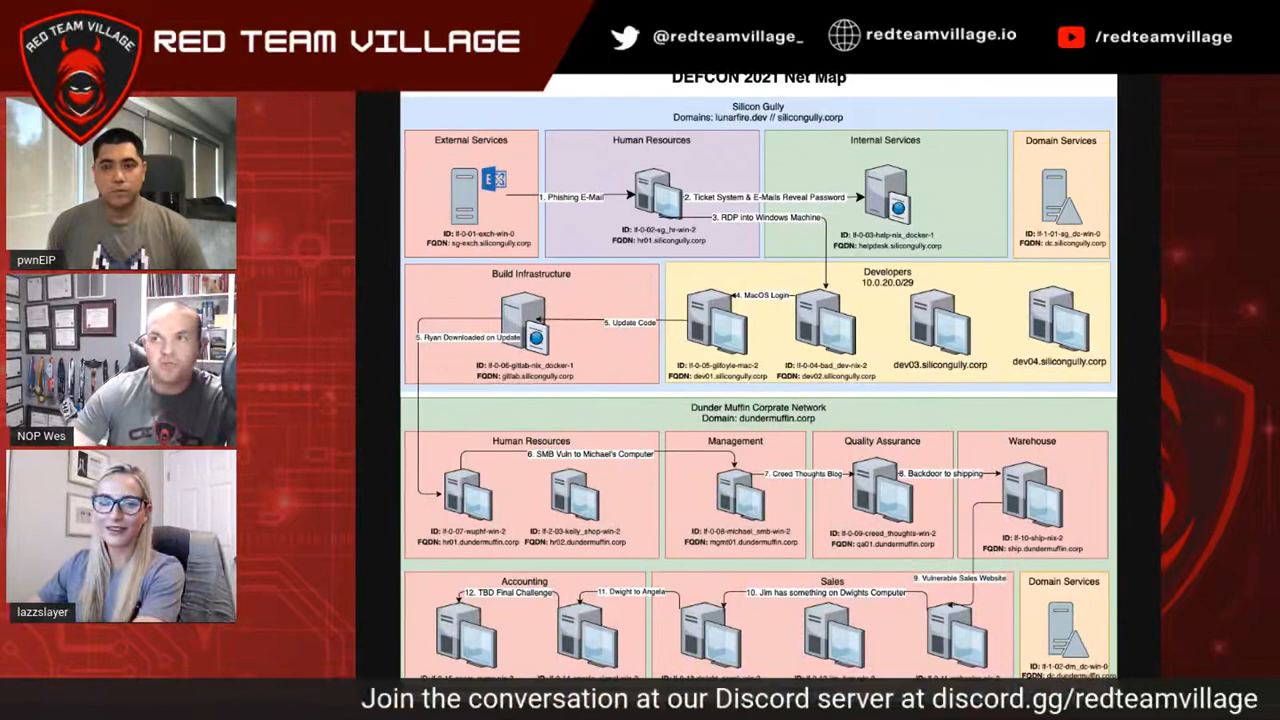 RED TEAM VILLAGE
RED TEAM VILLAGE
@redteamvillage_
redteamvillage.io
/redteamvillage
DEFCON 2021 Net Map
Silicon Gully
Domains: lunarfire.dev // silicongully.corp
External Services
Human Resources
Internal Services
Domain Services
1. Phishing E-Mail
2. Ticket System & E-Mails Reveal Password
3. RDP into Windows Machine
ID: lf-0-01-exch-win-0
FQDN: sg-exch.silicongully.corp
ID: lf-0-02-sg_hr-win-2
FQDN: hr01.silicongully.corp
ID: lf-0-03-help-nix_docker-1
FQDN: helpdesk.silicongully.corp
ID: lf-1-01-sg_dc-win-0
FQDN: dc.silicongully.corp
pwnEIP
Build Infrastructure
Developers
10.0.20.0/29
4. MacOS Login
5. Update Code
5. Ryan Downloaded on Update
ID: lf-0-06-gitlab-nix_docker-1
FQDN: gitlab.silicongully.corp
ID: lf-0-05-gilfoyle-mac-2
FQDN: dev01.silicongully.corp
ID: lf-0-04-bad_dev-nix-2
FQDN: dev02.silicongully.corp
dev03.silicongully.corp
dev04.silicongully.corp
Dunder Muffin Corprate Network
Domain: dundermuffin.corp
NOP Wes
Human Resources
Management
Quality Assurance
Warehouse
6. SMB Vuln to Michael's Computer
7. Creed Thoughts Blog
8. Backdoor to shipping
ID: lf-0-07-wuphf-win-2
FQDN: hr01.dundermuffin.corp
ID: lf-2-03-kelly_shop-win-2
FQDN: hr02.dundermuffin.corp
ID: lf-0-08-michael_smb-win-2
FQDN: mgmt01.dundermuffin.corp
ID: lf-0-09-creed_thoughts-win-2
FQDN: qa01.dundermuffin.corp
ID: lf-10-ship-nix-2
FQDN: ship.dundermuffin.corp
Accounting
Sales
9. Vulnerable Sales Website
Domain Services
12. TBD Final Challenge
11. Dwight to Angela
10. Jim has something on Dwights Computer
lazzslayer
ID: lf-1-02-dm_dc-win-0
FQDN: dc.dundermuffin.corp
Join the conversation at our Discord server at discord.gg/redteamvillage